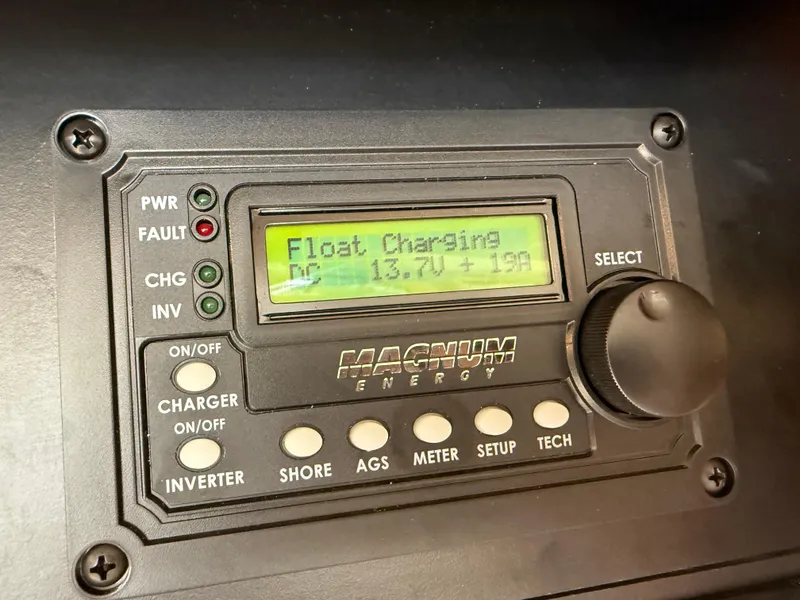 PWR
FAULT
CHG
INV
Float Charging
DC 13.7V + 19A
SELECT
MAGNUM
ENERGY
ON/OFF
CHARGER
ON/OFF
INVERTER
SHORE
AGS
METER
SETUP
TECH